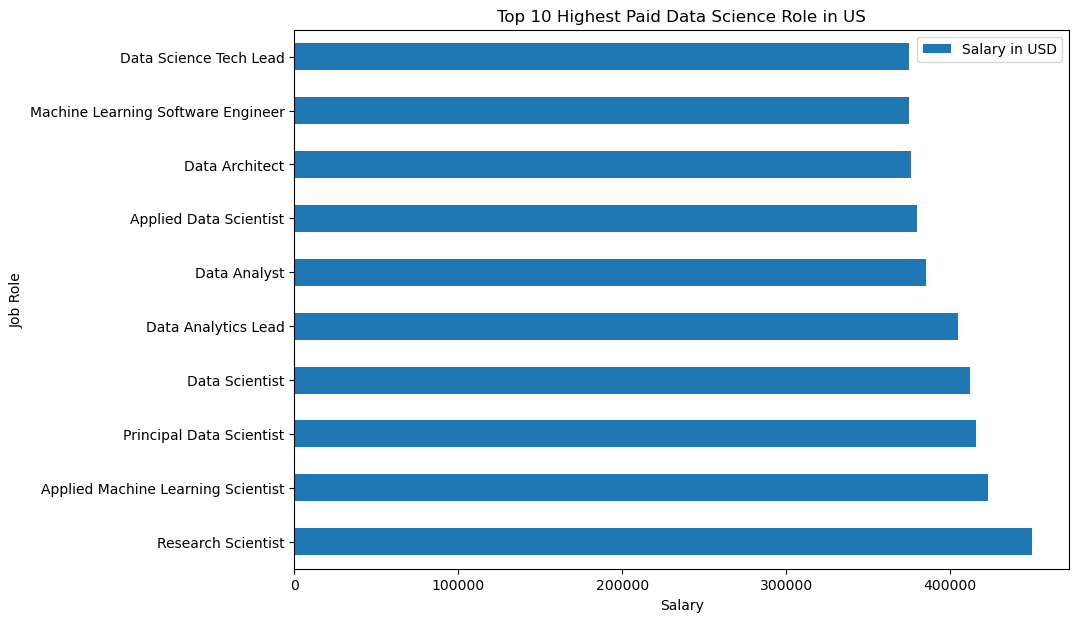 Top 10 Highest Paid Data Science Role in US
Salary in USD
Data Science Tech Lead
Machine Learning Software Engineer
Data Architect
Applied Data Scientist
Data Analyst
Data Analytics Lead
Data Scientist
Principal Data Scientist
Applied Machine Learning Scientist
Research Scientist
Job Role
0 100000 200000 300000 400000
Salary